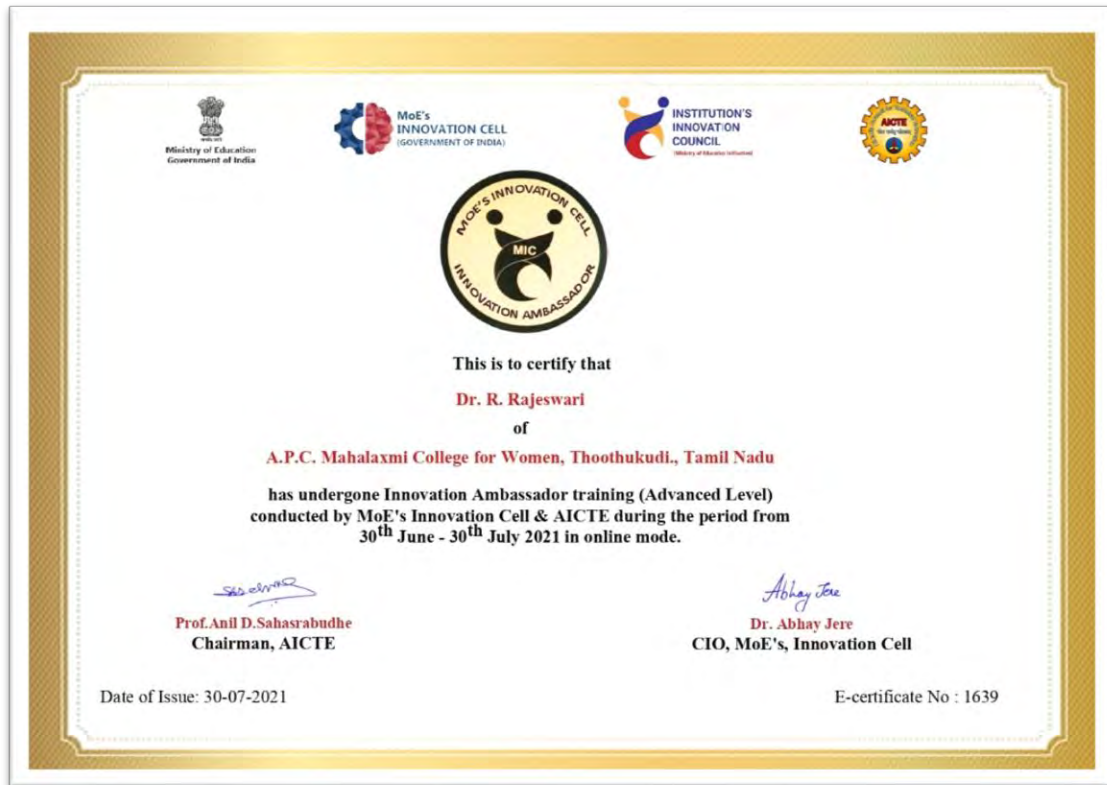 Ministry of Education
Government of India
MoE's
INNOVATION CELL
(GOVERNMENT OF INDIA)
INSTITUTION'S
INNOVATION
COUNCIL
(Ministry of Education Initiative)
AICTE
MOE'S INNOVATION CELL
MIC
INNOVATION AMBASSADOR
This is to certify that
Dr. R. Rajeswari
of
A.P.C. Mahalaxmi College for Women, Thoothukudi., Tamil Nadu
has undergone Innovation Ambassador training (Advanced Level)
conducted by MoE's Innovation Cell & AICTE during the period from
30th June - 30th July 2021 in online mode.
Abhay Jere
Prof.Anil D.Sahasrabudhe
Chairman, AICTE
Dr. Abhay Jere
CIO, MoE's, Innovation Cell
Date of Issue: 30-07-2021
E-certificate No : 1639